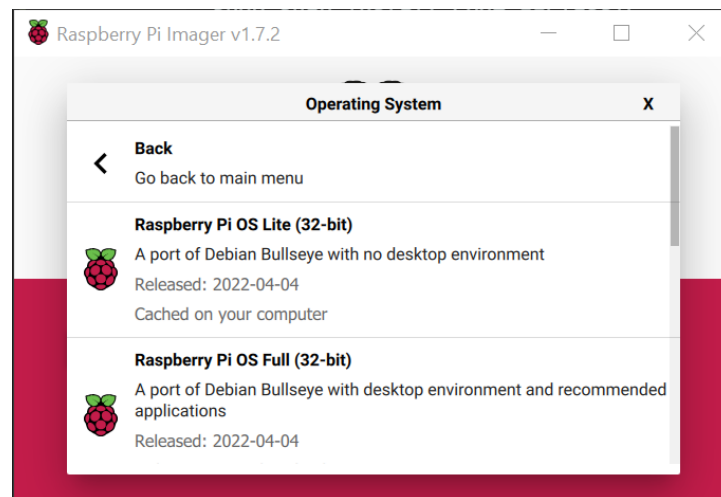 Raspberry Pi Imager v1.7.2
Operating System X
Back
Go back to main menu
Raspberry Pi OS Lite (32-bit)
A port of Debian Bullseye with no desktop environment
Released: 2022-04-04
Cached on your computer
Raspberry Pi OS Full (32-bit)
A port of Debian Bullseye with desktop environment and recommended
applications
Released: 2022-04-04